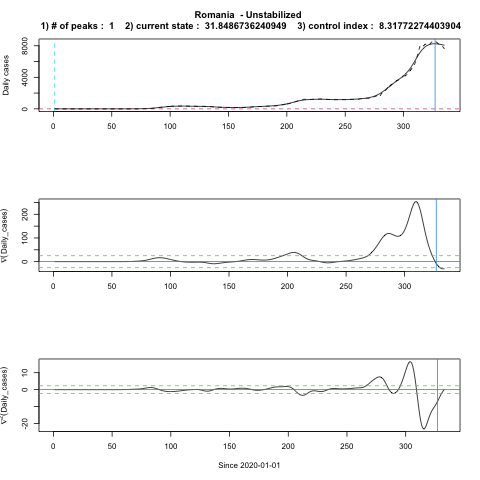 Romania - Unstabilized
1) # of peaks : 1 2) current state : 31.8486736240949 3) control index : 8.31772274403904
Daily cases
0 4000 8000
0 50 100 150 200 250 300
∇(Daily_cases)
0 100 200
0 50 100 150 200 250 300
∇²(Daily_cases)
-20 0 10
0 50 100 150 200 250 300
Since 2020-01-01